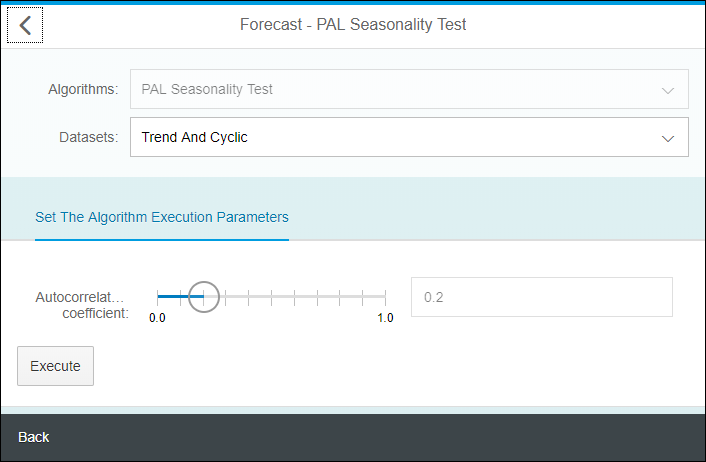 Forecast - PAL Seasonality Test
Algorithms: PAL Seasonality Test
Datasets: Trend And Cyclic
Set The Algorithm Execution Parameters
Autocorrelat...
coefficient:
0.2
0.0 1.0
Execute
Back